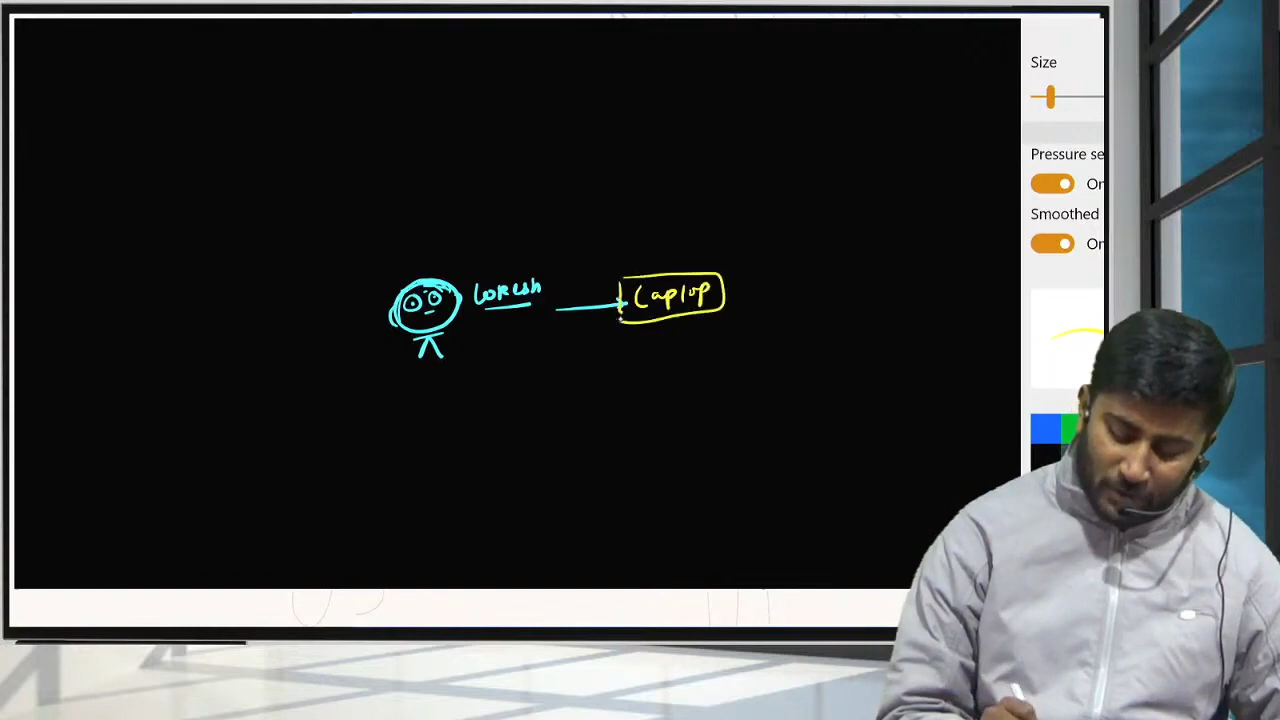 Size
Pressure se
On
Smoothed
On
Lokesh
Laptop